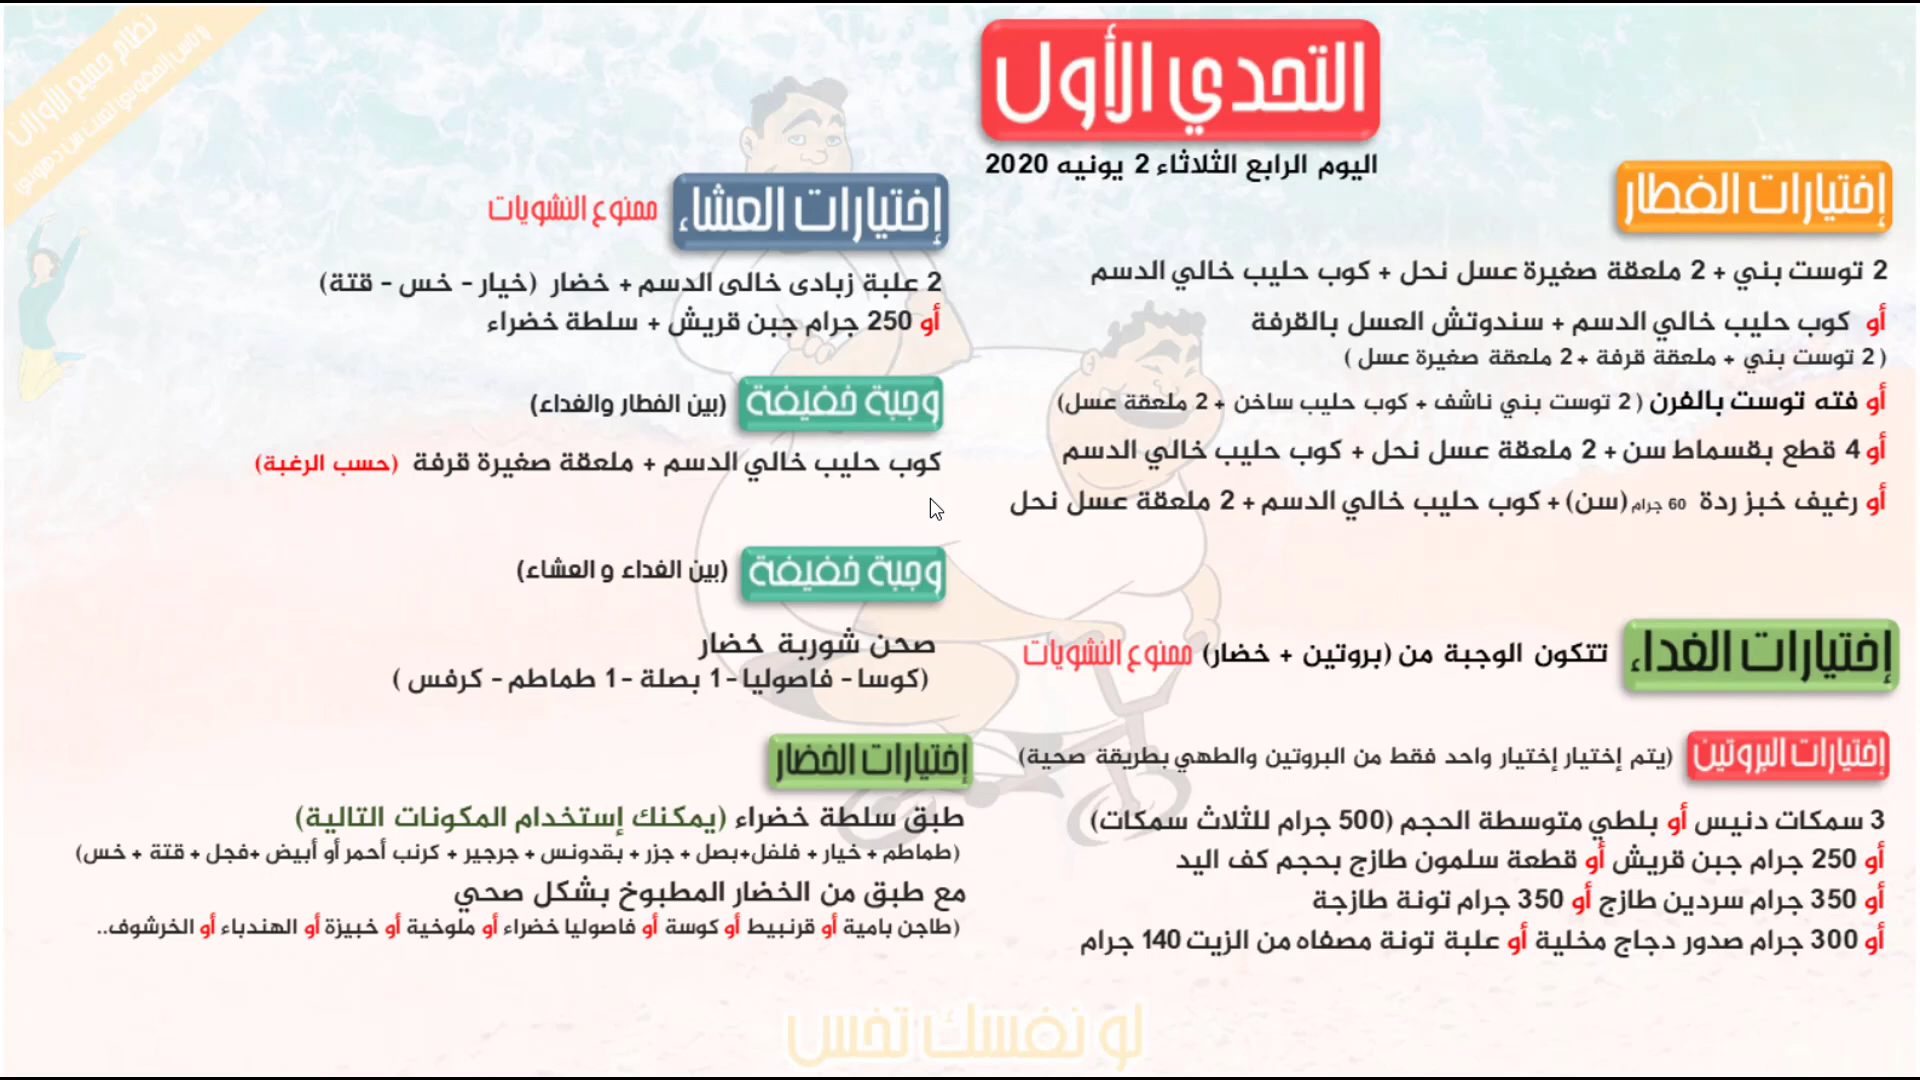 التحدي الأول
اليوم الرابع الثلاثاء 2 يونيه 2020
إختيارات الفطار
2 توست بني + 2 ملعقة صغيرة عسل نحل + كوب حليب خالي الدسم
أو كوب حليب خالي الدسم + سندوتش العسل بالقرفة
( 2 توست بني + ملعقة قرفة + 2 ملعقة صغيرة عسل )
أو فته توست بالفرن ( 2 توست بني ناشف + كوب حليب ساخن + 2 ملعقة عسل)
أو 4 قطع بقسماط سن + 2 ملعقة عسل نحل + كوب حليب خالي الدسم
أو رغيف خبز ردة 60 جرام (سن) + كوب حليب خالي الدسم + 2 ملعقة عسل نحل
إختيارات الغداء تتكون الوجبة من (بروتين + خضار) ممنوع النشويات
إختيارات البروتين (يتم إختيار إختيار واحد فقط من البروتين والطهي بطريقة صحية)
3 سمكات دنيس أو بلطي متوسطة الحجم (500 جرام للثلاث سمكات)
أو 250 جرام جبن قريش أو قطعة سلمون طازج بحجم كف اليد
أو 350 جرام سردين طازج أو 350 جرام تونة طازجة
أو 300 جرام صدور دجاج مخلية أو علبة تونة مصفاه من الزيت 140 جرام
إختيارات العشاء ممنوع النشويات
2 علبة زبادى خالى الدسم + خضار (خيار - خس - قتة)
أو 250 جرام جبن قريش + سلطة خضراء
وجبة خفيفة (بين الفطار والغداء)
كوب حليب خالي الدسم + ملعقة صغيرة قرفة (حسب الرغبة)
وجبة خفيفة (بين الغداء و العشاء)
صحن شوربة خضار
(كوسا - فاصوليا - 1 بصلة - 1 طماطم - كرفس )
إختيارات الخضار
طبق سلطة خضراء (يمكنك إستخدام المكونات التالية)
(طماطم + خيار + فلفل+بصل + جزر + بقدونس + جرجير + كرنب أحمر أو أبيض +فجل + قتة + خس)
مع طبق من الخضار المطبوخ بشكل صحي
(طاجن بامية أو قرنبيط أو كوسة أو فاصوليا خضراء أو ملوخية أو خبيزة أو الهندباء أو الخرشوف..
لو نفسك تخس
نظام جميع الأوزان